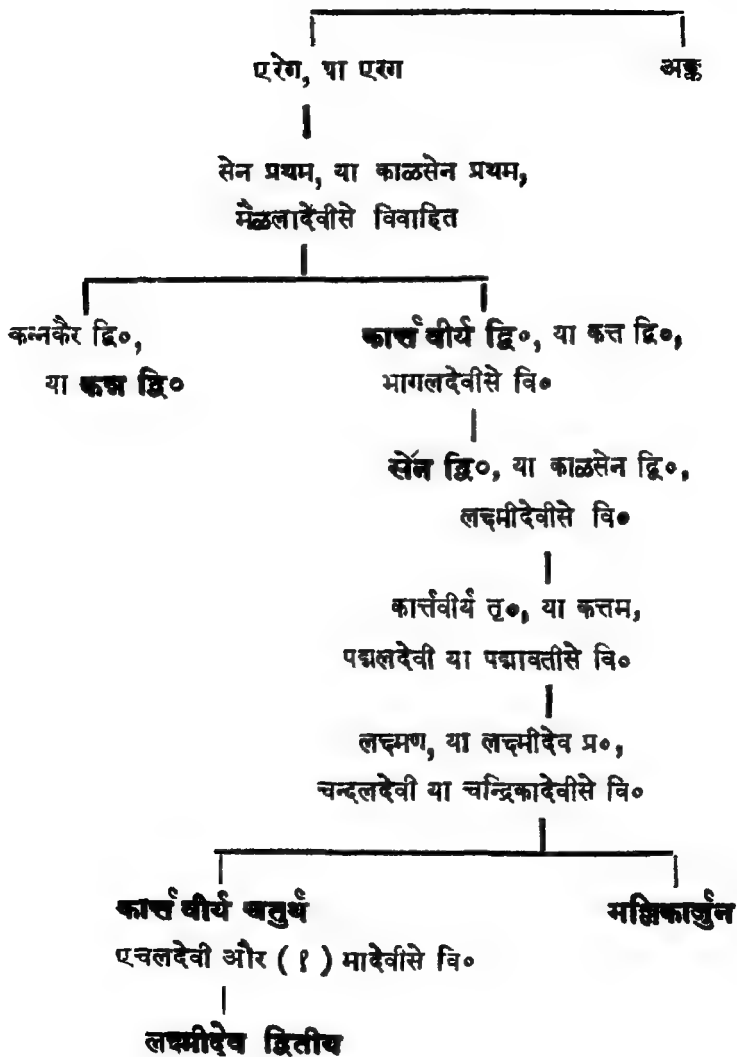 एरेग, या एरग
अङ्क
सेन प्रथम, या काळसेन प्रथम,
मैळलादेवीसे विवाहित
कन्नकैर द्वि०,
या कन्न द्वि०
कार्त्तवीर्य द्वि०, या कत्त द्वि०,
भागलदेवीसे वि०
सेन द्वि०, या काळसेन द्वि०,
लक्ष्मीदेवीसे वि०
कार्त्तवीर्य तृ०, या कत्तम,
पद्मलदेवी या पद्मावतीसे वि०
लक्ष्मण, या लक्ष्मीदेव प्र०,
चन्दलदेवी या चन्द्रिकादेवीसे वि०
कार्त्तवीर्य चतुर्थ
मल्लिकार्जुन
एचलदेवी और ( १ ) मादेवीसे वि०
लक्ष्मीदेव द्वितीय